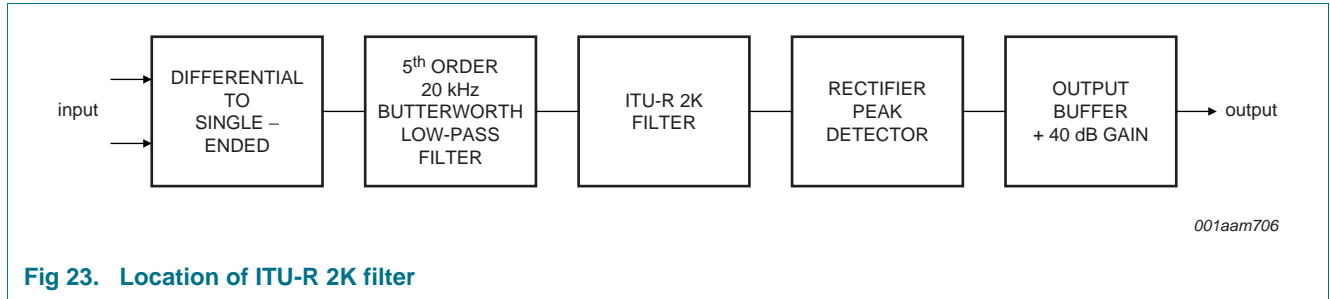 input
DIFFERENTIAL
TO
SINGLE –
ENDED
5th ORDER
20 kHz
BUTTERWORTH
LOW-PASS
FILTER
ITU-R 2K
FILTER
RECTIFIER
PEAK
DETECTOR
OUTPUT
BUFFER
+ 40 dB GAIN
output
001aam706
Fig 23. Location of ITU-R 2K filter